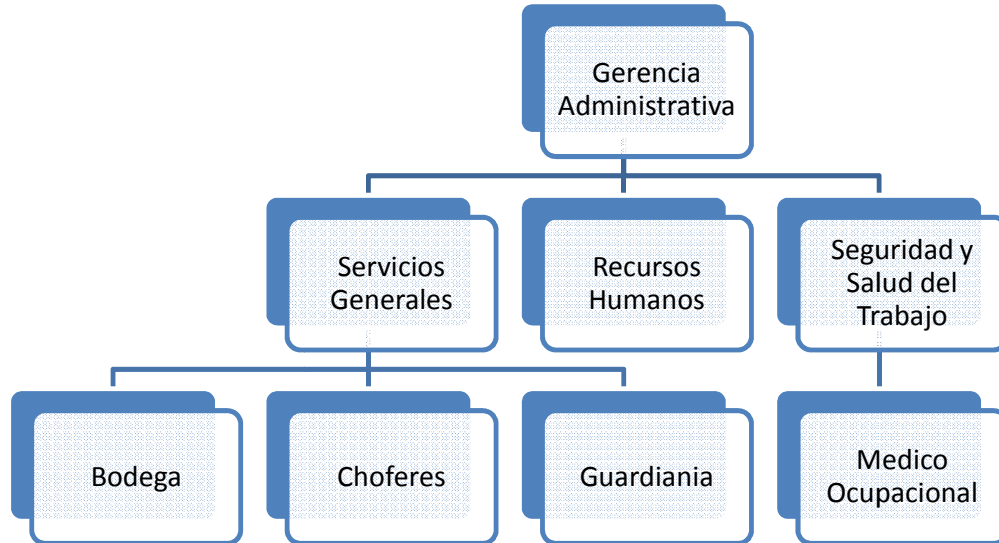 Gerencia
Administrativa
Servicios
Generales
Recursos
Humanos
Seguridad y
Salud del
Trabajo
Bodega
Choferes
Guardiania
Medico
Ocupacional